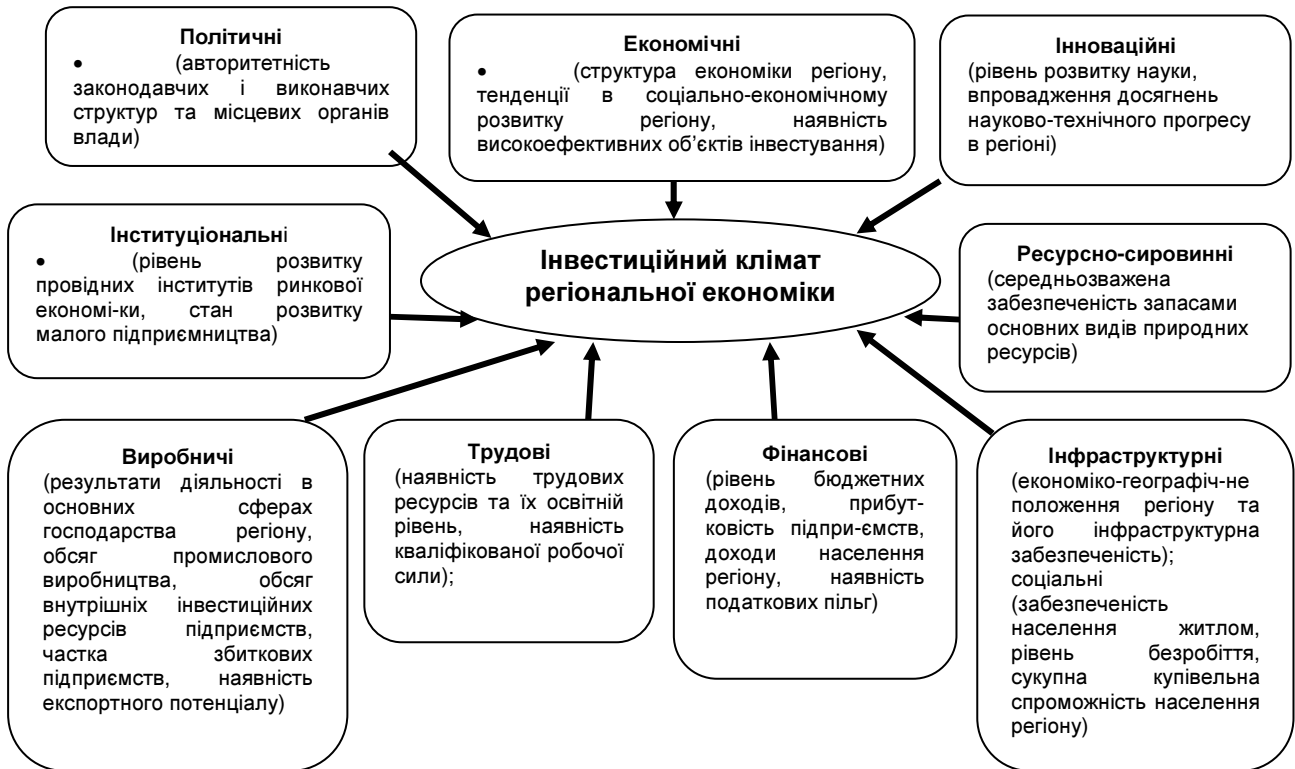 Політичні
• (авторитетність
законодавчих і виконавчих
структур та місцевих органів
влади)
Економічні
• (структура економіки регіону,
тенденції в соціально-економічному
розвитку регіону, наявність
високоефективних об’єктів інвестування)
Інноваційні
(рівень розвитку науки,
впровадження досягнень
науково-технічного прогресу
в регіоні)
Інституціональні
• (рівень розвитку
провідних інститутів ринкової
економі-ки, стан розвитку
малого підприємництва)
Інвестиційний клімат
регіональної економіки
Ресурсно-сировинні
(середньозважена
забезпеченість запасами
основних видів природних
ресурсів)
Виробничі
(результати діяльності в
основних сферах
господарства регіону,
обсяг промислового
виробництва, обсяг
внутрішніх інвестиційних
ресурсів підприємств,
частка збиткових
підприємств, наявність
експортного потенціалу)
Трудові
(наявність трудових
ресурсів та їх освітній
рівень, наявність
кваліфікованої робочої
сили);
Фінансові
(рівень бюджетних
доходів, прибут-
ковість підпри-ємств,
доходи населення
регіону, наявність
податкових пільг)
Інфраструктурні
(економіко-географіч-не
положення регіону та
його інфраструктурна
забезпеченість);
соціальні
(забезпеченість
населення житлом,
рівень безробіття,
сукупна купівельна
спроможність населення
регіону)